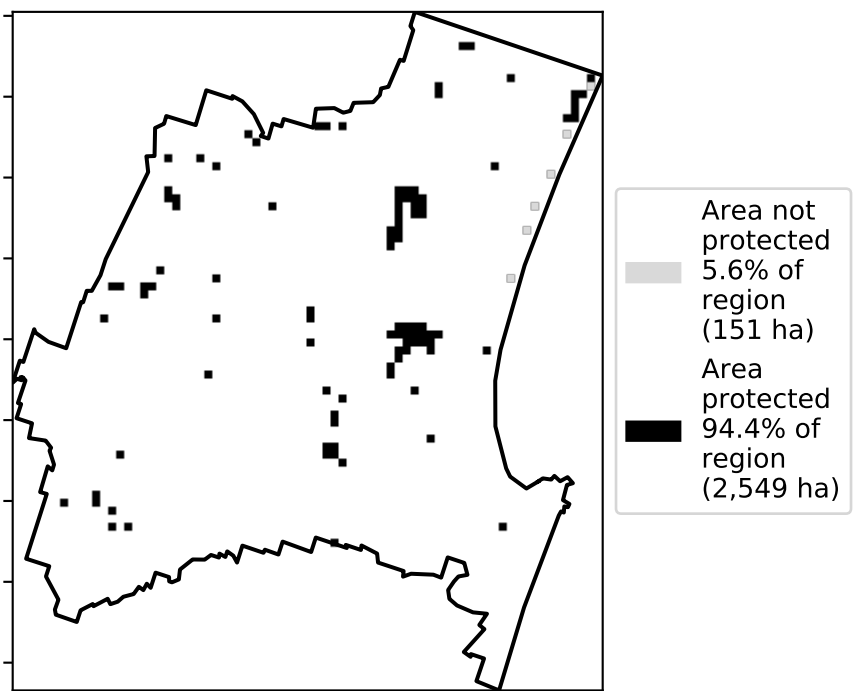 Area not
protected
5.6% of
region
(151 ha)
Area
protected
94.4% of
region
(2,549 ha)